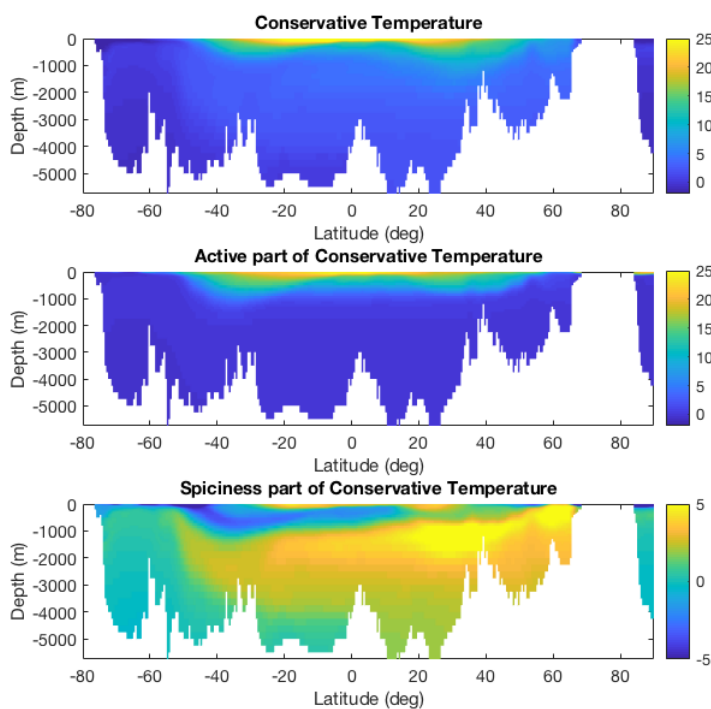 Conservative Temperature
0
-1000
-2000
-3000
-4000
-5000
Depth (m)
-80 -60 -40 -20 0 20 40 60 80
Latitude (deg)
25
20
15
10
5
0
Active part of Conservative Temperature
0
-1000
-2000
-3000
-4000
-5000
Depth (m)
-80 -60 -40 -20 0 20 40 60 80
Latitude (deg)
25
20
15
10
5
0
Spiciness part of Conservative Temperature
0
-1000
-2000
-3000
-4000
-5000
Depth (m)
-80 -60 -40 -20 0 20 40 60 80
Latitude (deg)
5
0
-5